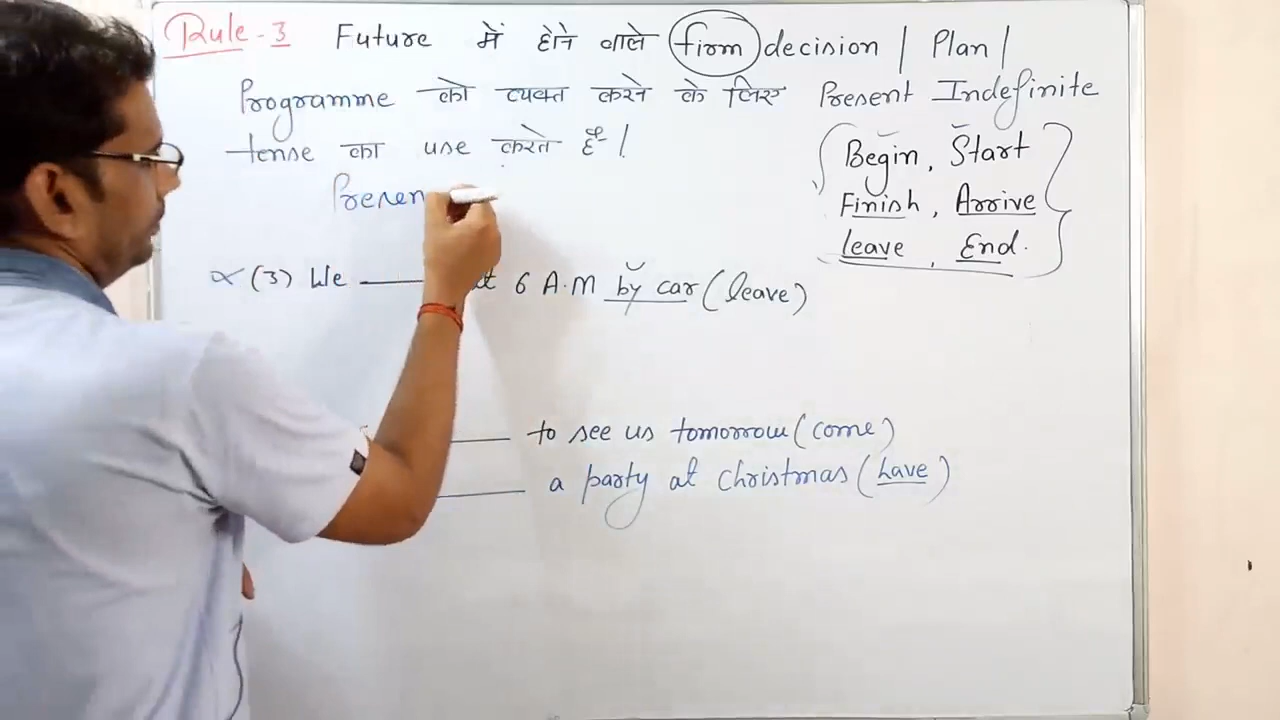 Rule - 3 Future में होने वाले firm decision | Plan |
Programme को व्यक्त करने के लिए Present Indefinite
tense का use करते हैं |
Begin, Start
Finish, Arrive
leave, End.
Presen
(3) We ______ at 6 A.M by car (leave)
______ to see us tomorrow (come)
______ a party at christmas (have)